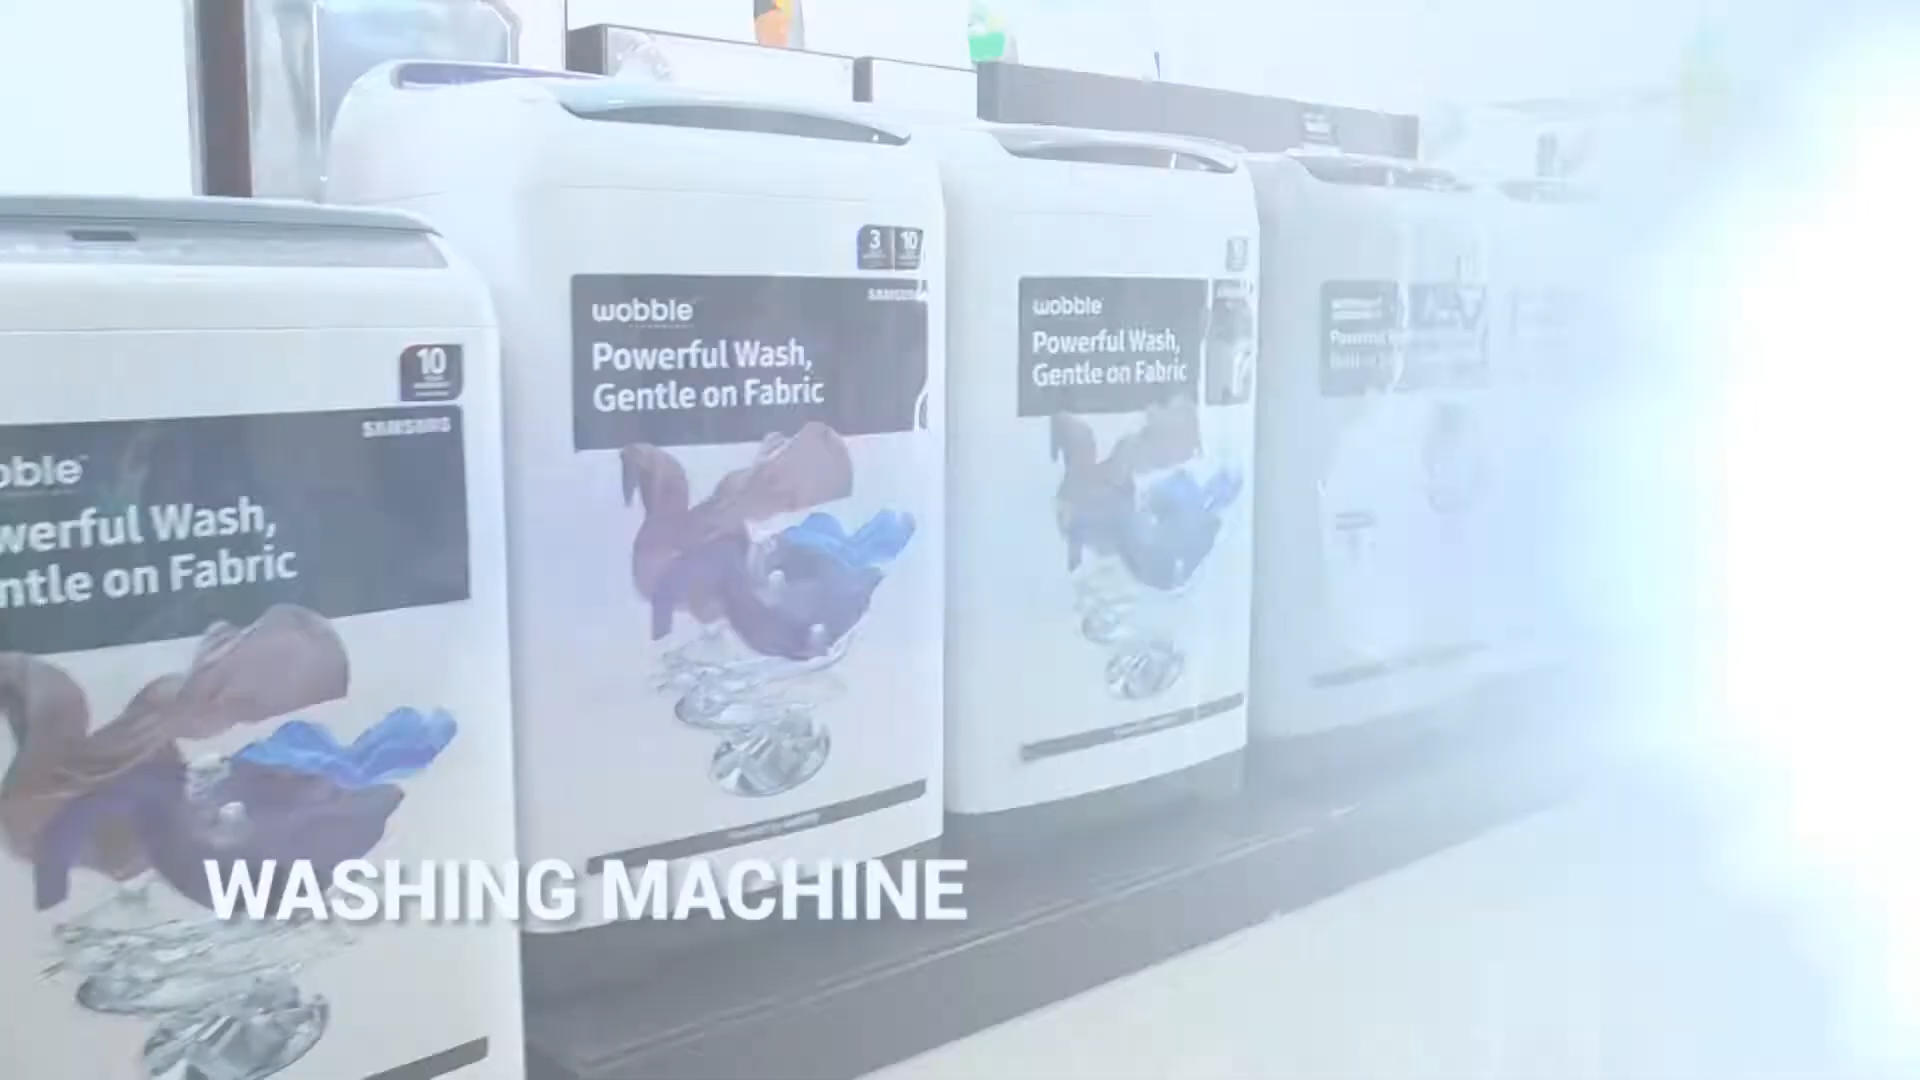 10
SAMSUNG
bble
werful Wash,
ntle on Fabric
3 10
SAMSUNG
wobble
Powerful Wash,
Gentle on Fabric
wobble
Powerful Wash,
Gentle on Fabric
WASHING MACHINE